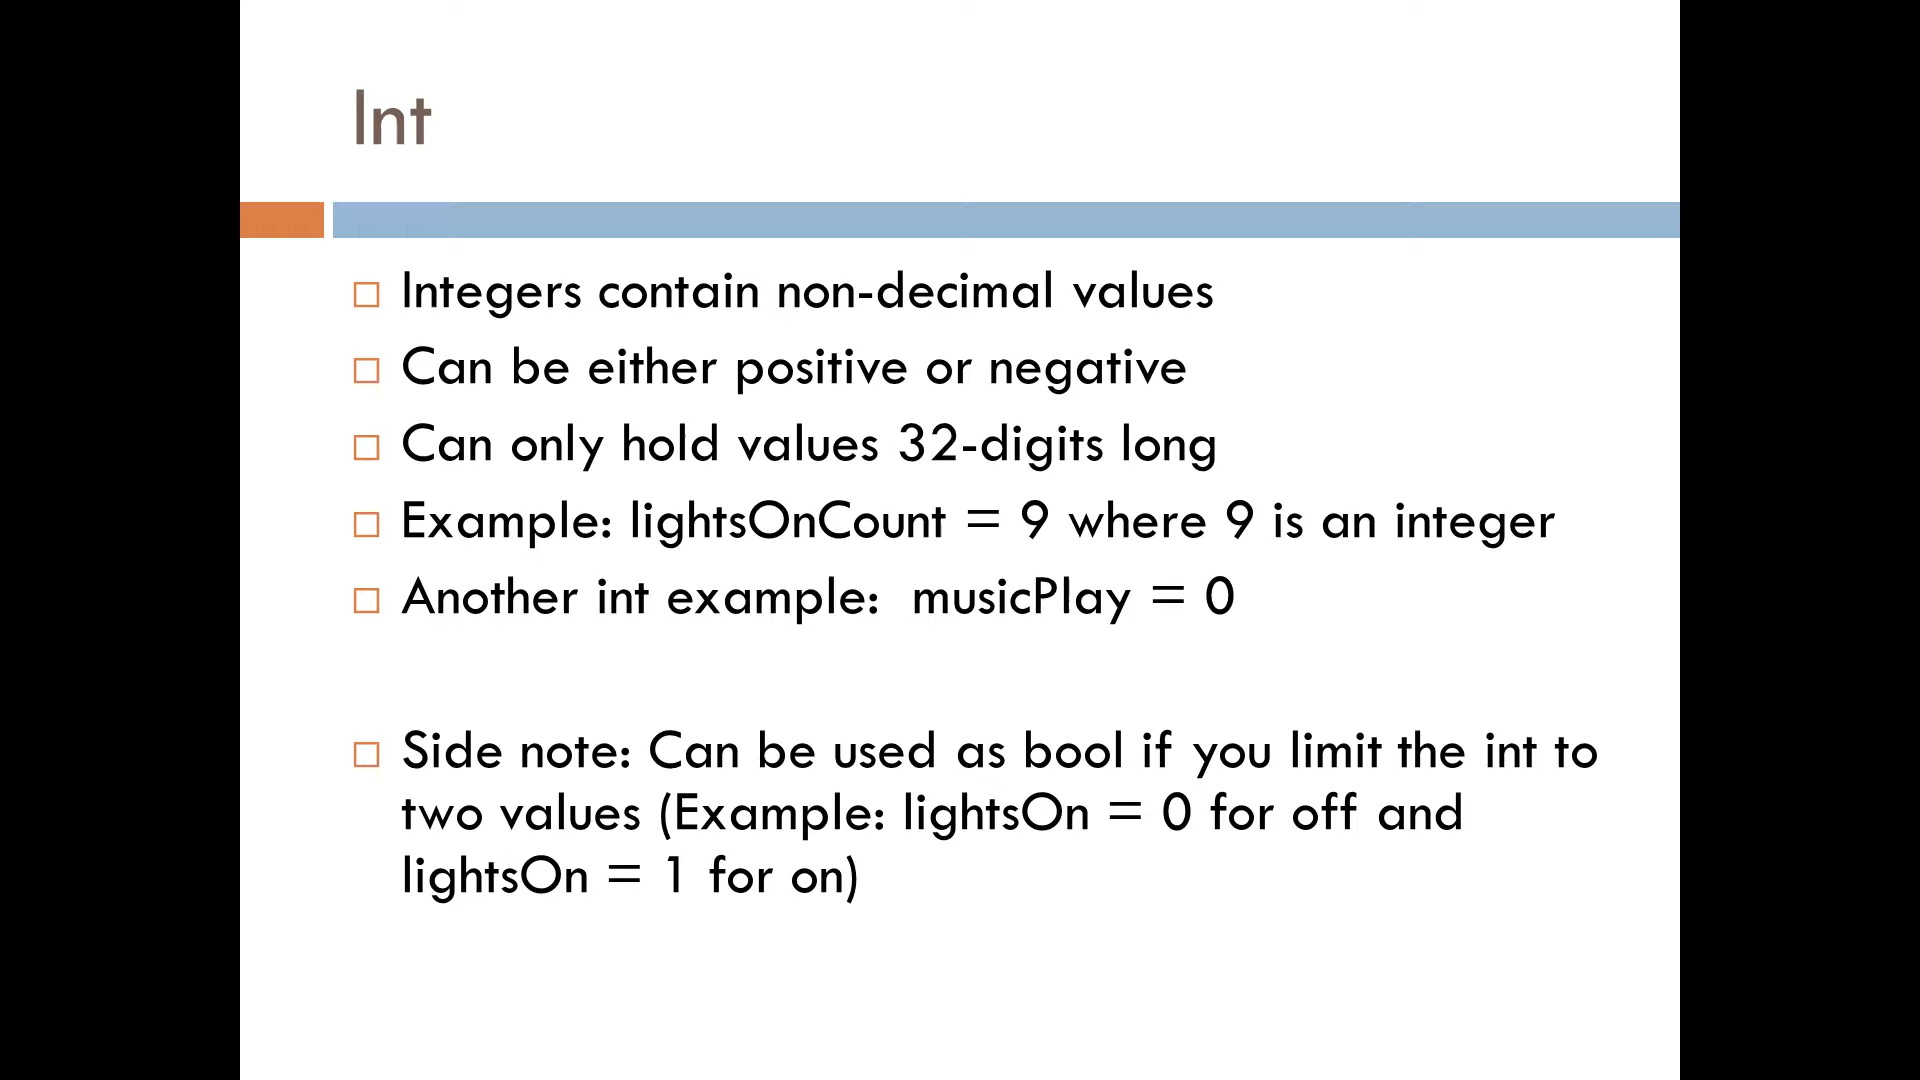 Int
Integers contain non-decimal values
Can be either positive or negative
Can only hold values 32-digits long
Example: lightsOnCount = 9 where 9 is an integer
Another int example:  musicPlay = 0
Side note: Can be used as bool if you limit the int to
two values (Example: lightsOn = 0 for off and
lightsOn = 1 for on)